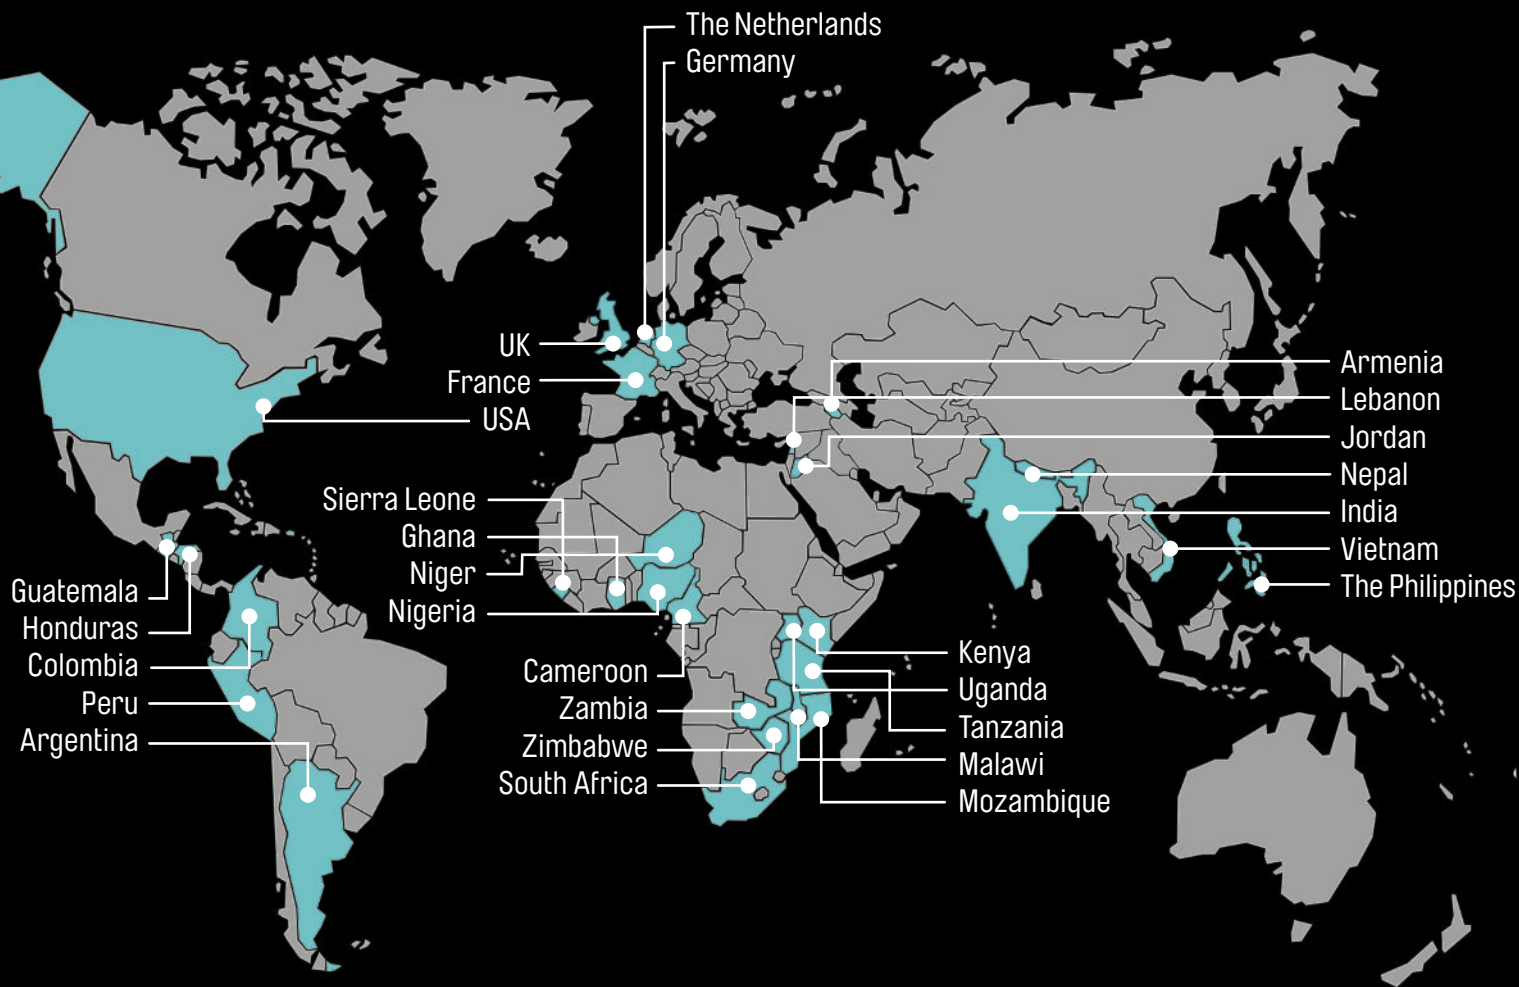 The Netherlands
Germany
UK
France
USA
Armenia
Lebanon
Jordan
Nepal
India
Vietnam
The Philippines
Sierra Leone
Ghana
Niger
Nigeria
Guatemala
Honduras
Colombia
Peru
Argentina
Cameroon
Zambia
Zimbabwe
South Africa
Kenya
Uganda
Tanzania
Malawi
Mozambique